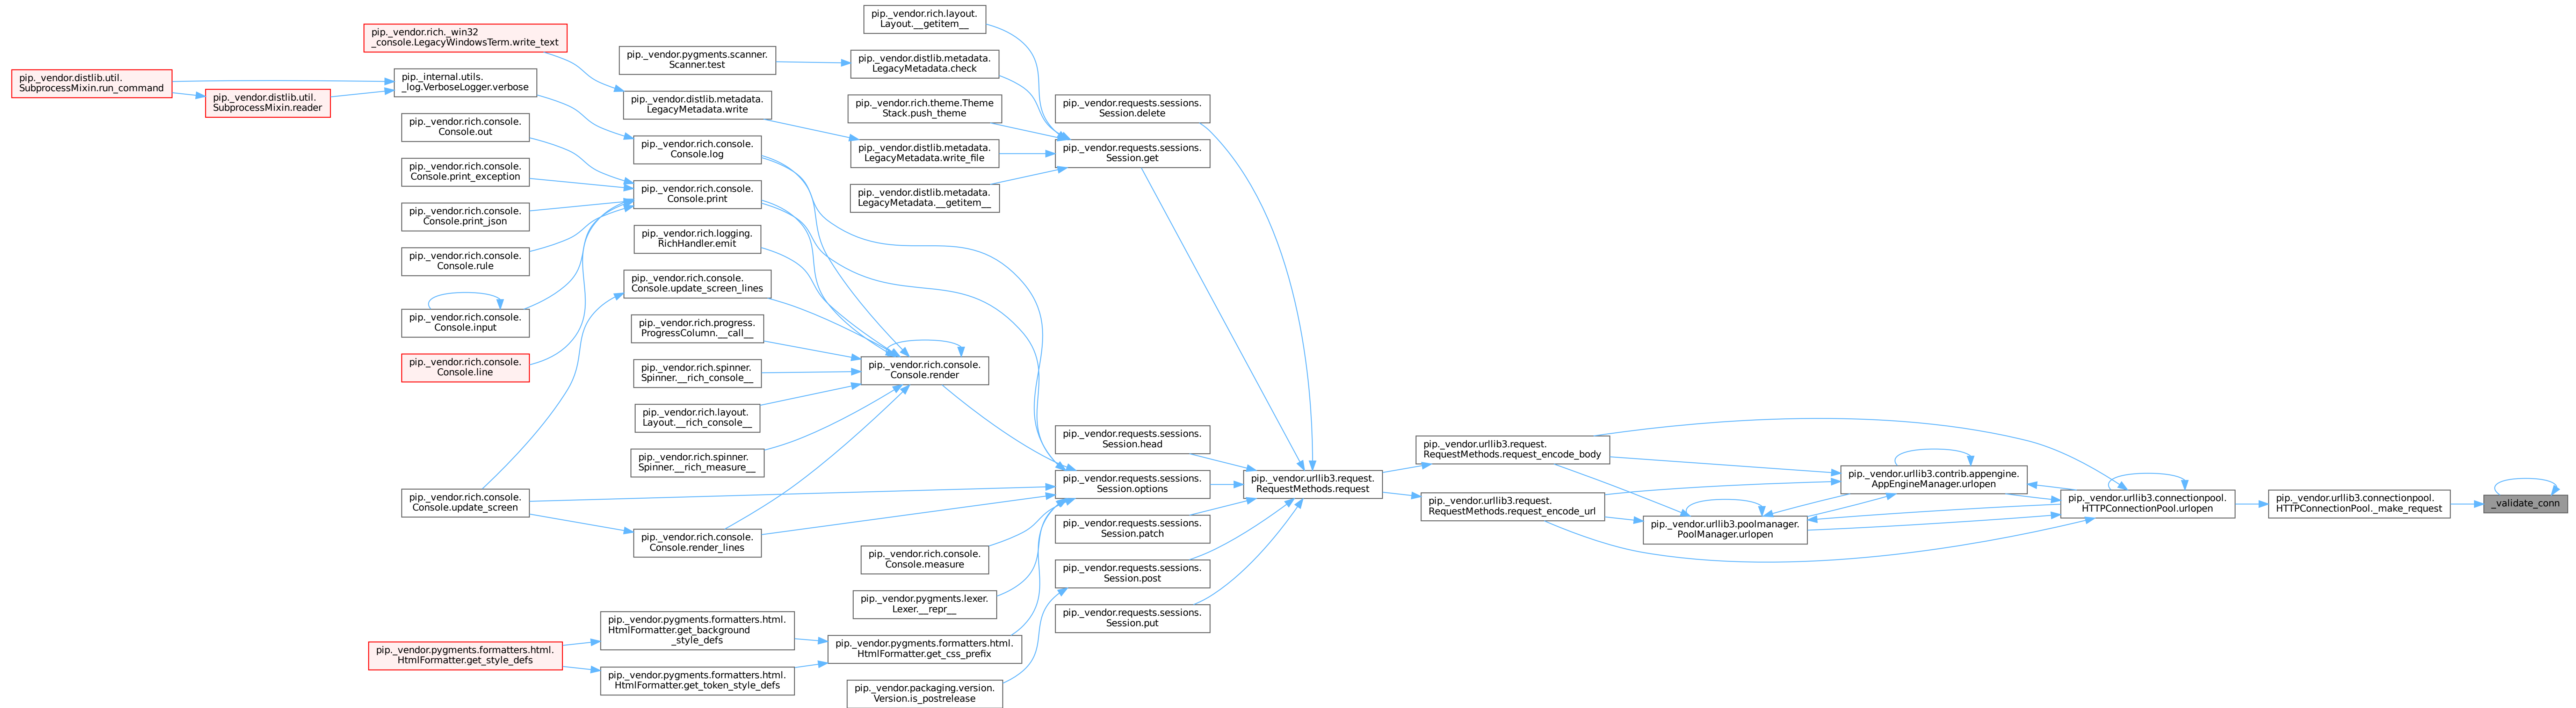 pip._vendor.distlib.util.
SubprocessMixin.run_command
pip._vendor.distlib.util.
SubprocessMixin.reader
pip._vendor.rich._win32
_console.LegacyWindowsTerm.write_text
pip._internal.utils.
_log.VerboseLogger.verbose
pip._vendor.rich.console.
Console.out
pip._vendor.rich.console.
Console.print_exception
pip._vendor.rich.console.
Console.print_json
pip._vendor.rich.console.
Console.rule
pip._vendor.rich.console.
Console.input
pip._vendor.rich.console.
Console.line
pip._vendor.rich.console.
Console.update_screen
pip._vendor.pygments.formatters.html.
HtmlFormatter.get_style_defs
pip._vendor.pygments.scanner.
Scanner.test
pip._vendor.distlib.metadata.
LegacyMetadata.write
pip._vendor.rich.console.
Console.log
pip._vendor.rich.console.
Console.print
pip._vendor.rich.logging.
RichHandler.emit
pip._vendor.rich.console.
Console.update_screen_lines
pip._vendor.rich.progress.
ProgressColumn.__call__
pip._vendor.rich.spinner.
Spinner.__rich_console__
pip._vendor.rich.layout.
Layout.__rich_console__
pip._vendor.rich.spinner.
Spinner.__rich_measure__
pip._vendor.rich.console.
Console.render_lines
pip._vendor.pygments.formatters.html.
HtmlFormatter.get_background
_style_defs
pip._vendor.pygments.formatters.html.
HtmlFormatter.get_token_style_defs
pip._vendor.rich.layout.
Layout.__getitem__
pip._vendor.distlib.metadata.
LegacyMetadata.check
pip._vendor.rich.theme.Theme
Stack.push_theme
pip._vendor.distlib.metadata.
LegacyMetadata.write_file
pip._vendor.distlib.metadata.
LegacyMetadata.__getitem__
pip._vendor.rich.console.
Console.render
pip._vendor.rich.console.
Console.measure
pip._vendor.pygments.lexer.
Lexer.__repr__
pip._vendor.pygments.formatters.html.
HtmlFormatter.get_css_prefix
pip._vendor.packaging.version.
Version.is_postrelease
pip._vendor.requests.sessions.
Session.delete
pip._vendor.requests.sessions.
Session.get
pip._vendor.requests.sessions.
Session.head
pip._vendor.requests.sessions.
Session.options
pip._vendor.requests.sessions.
Session.patch
pip._vendor.requests.sessions.
Session.post
pip._vendor.requests.sessions.
Session.put
pip._vendor.urllib3.request.
RequestMethods.request
pip._vendor.urllib3.request.
RequestMethods.request_encode_body
pip._vendor.urllib3.request.
RequestMethods.request_encode_url
pip._vendor.urllib3.poolmanager.
PoolManager.urlopen
pip._vendor.urllib3.contrib.appengine.
AppEngineManager.urlopen
pip._vendor.urllib3.connectionpool.
HTTPConnectionPool.urlopen
pip._vendor.urllib3.connectionpool.
HTTPConnectionPool._make_request
_validate_conn